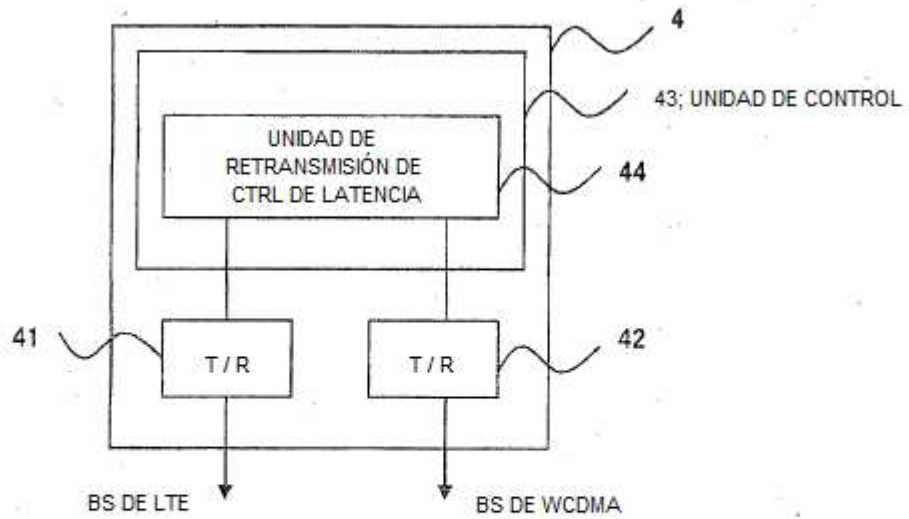 4
43; UNIDAD DE CONTROL
UNIDAD DE
RETRANSMISIÓN DE
CTRL DE LATENCIA
44
41
T / R
T / R
42
BS DE LTE
BS DE WCDMA